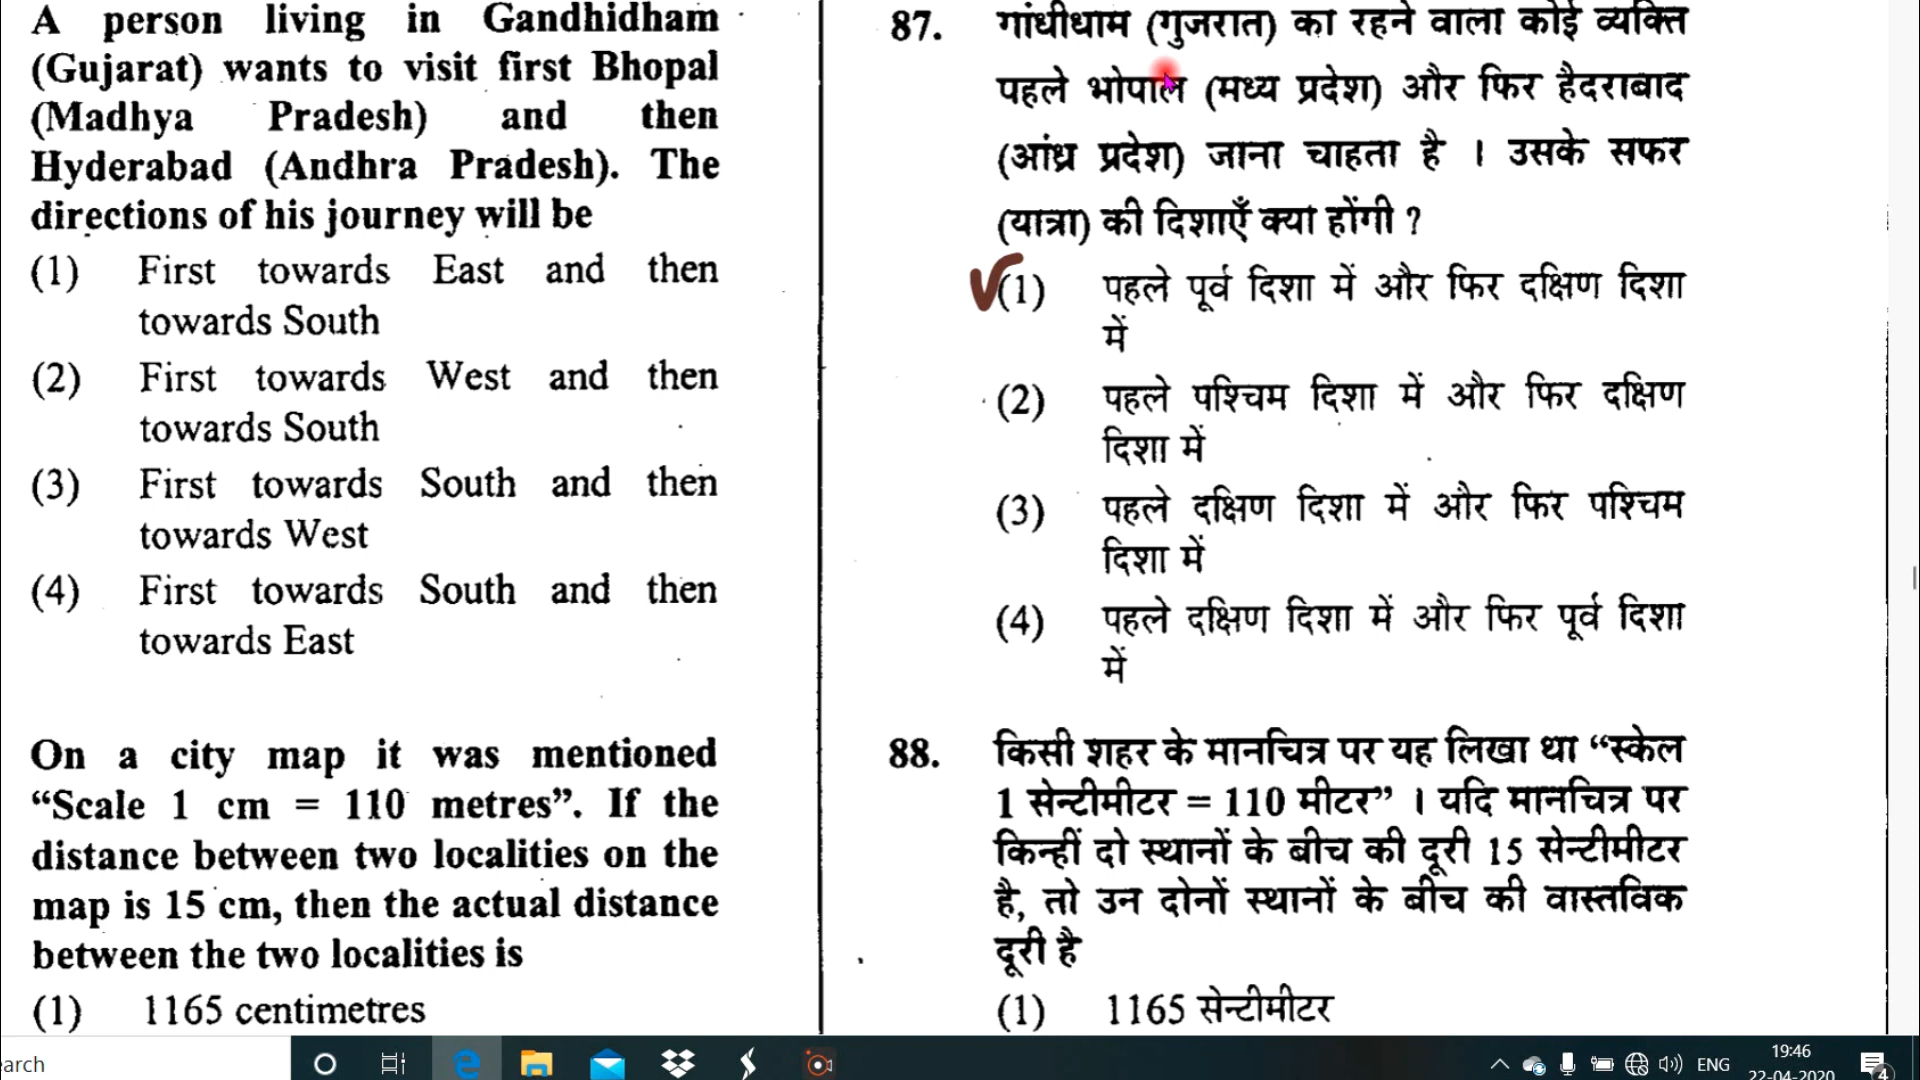 A person living in Gandhidham
(Gujarat) wants to visit first Bhopal
(Madhya Pradesh) and then
Hyderabad (Andhra Pradesh). The
directions of his journey will be
(1) First towards East and then
towards South
(2) First towards West and then
towards South
(3) First towards South and then
towards West
(4) First towards South and then
towards East
On a city map it was mentioned
“Scale 1 cm = 110 metres”. If the
distance between two localities on the
map is 15 cm, then the actual distance
between the two localities is
(1) 1165 centimetres
87. गांधीधाम (गुजरात) का रहने वाला कोई व्यक्ति
पहले भोपाल (मध्य प्रदेश) और फिर हैदराबाद
(आंध्र प्रदेश) जाना चाहता है । उसके सफर
(यात्रा) की दिशाएँ क्या होंगी ?
(1) पहले पूर्व दिशा में और फिर दक्षिण दिशा
में
(2) पहले पश्चिम दिशा में और फिर दक्षिण
दिशा में
(3) पहले दक्षिण दिशा में और फिर पश्चिम
दिशा में
(4) पहले दक्षिण दिशा में और फिर पूर्व दिशा
में
88. किसी शहर के मानचित्र पर यह लिखा था “स्केल
1 सेन्टीमीटर = 110 मीटर” । यदि मानचित्र पर
किन्हीं दो स्थानों के बीच की दूरी 15 सेन्टीमीटर
है, तो उन दोनों स्थानों के बीच की वास्तविक
दूरी है
(1) 1165 सेन्टीमीटर
earch
ENG
19:46
22-04-2020
4